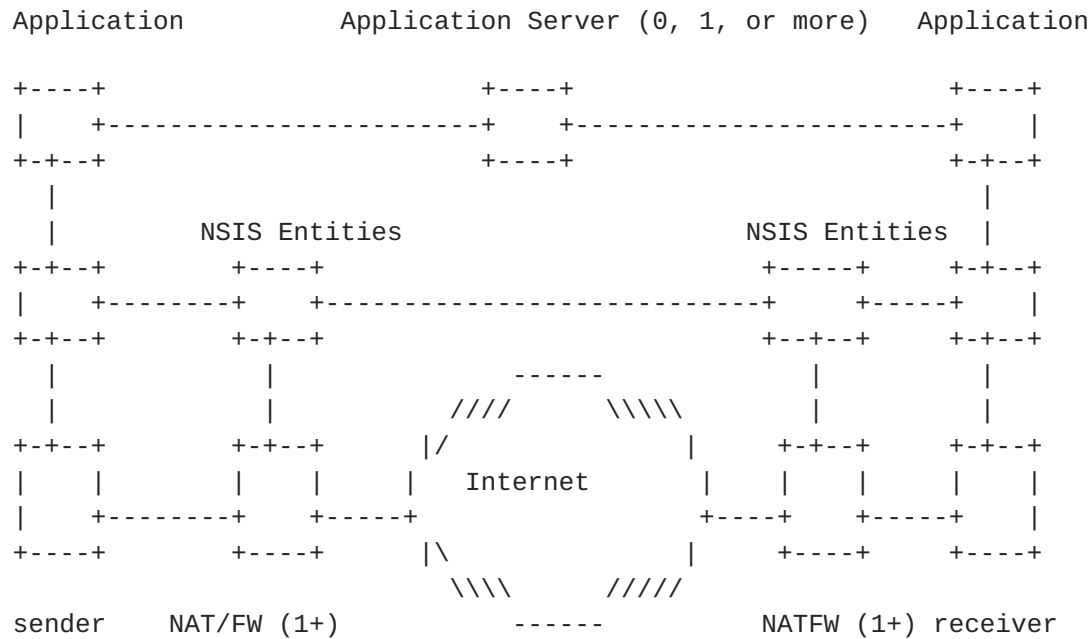 Application Application Server (0, 1, or more) Application
NSIS Entities NSIS Entities
Internet
sender NAT/FW (1+) NATFW (1+) receiver